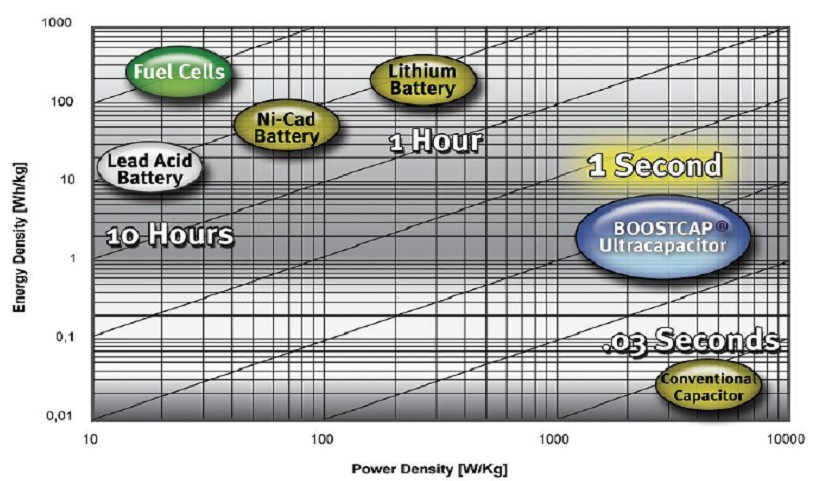 1000
100
10
1
0,1
0,01
Energy Density [Wh/kg]
Fuel Cells
Lithium
Battery
Ni-Cad
Battery
1 Hour
Lead Acid
Battery
1 Second
10 Hours
BOOSTCAP®
Ultracapacitor
.03 Seconds
Conventional
Capacitor
10
100
1000
10000
Power Density [W/Kg]